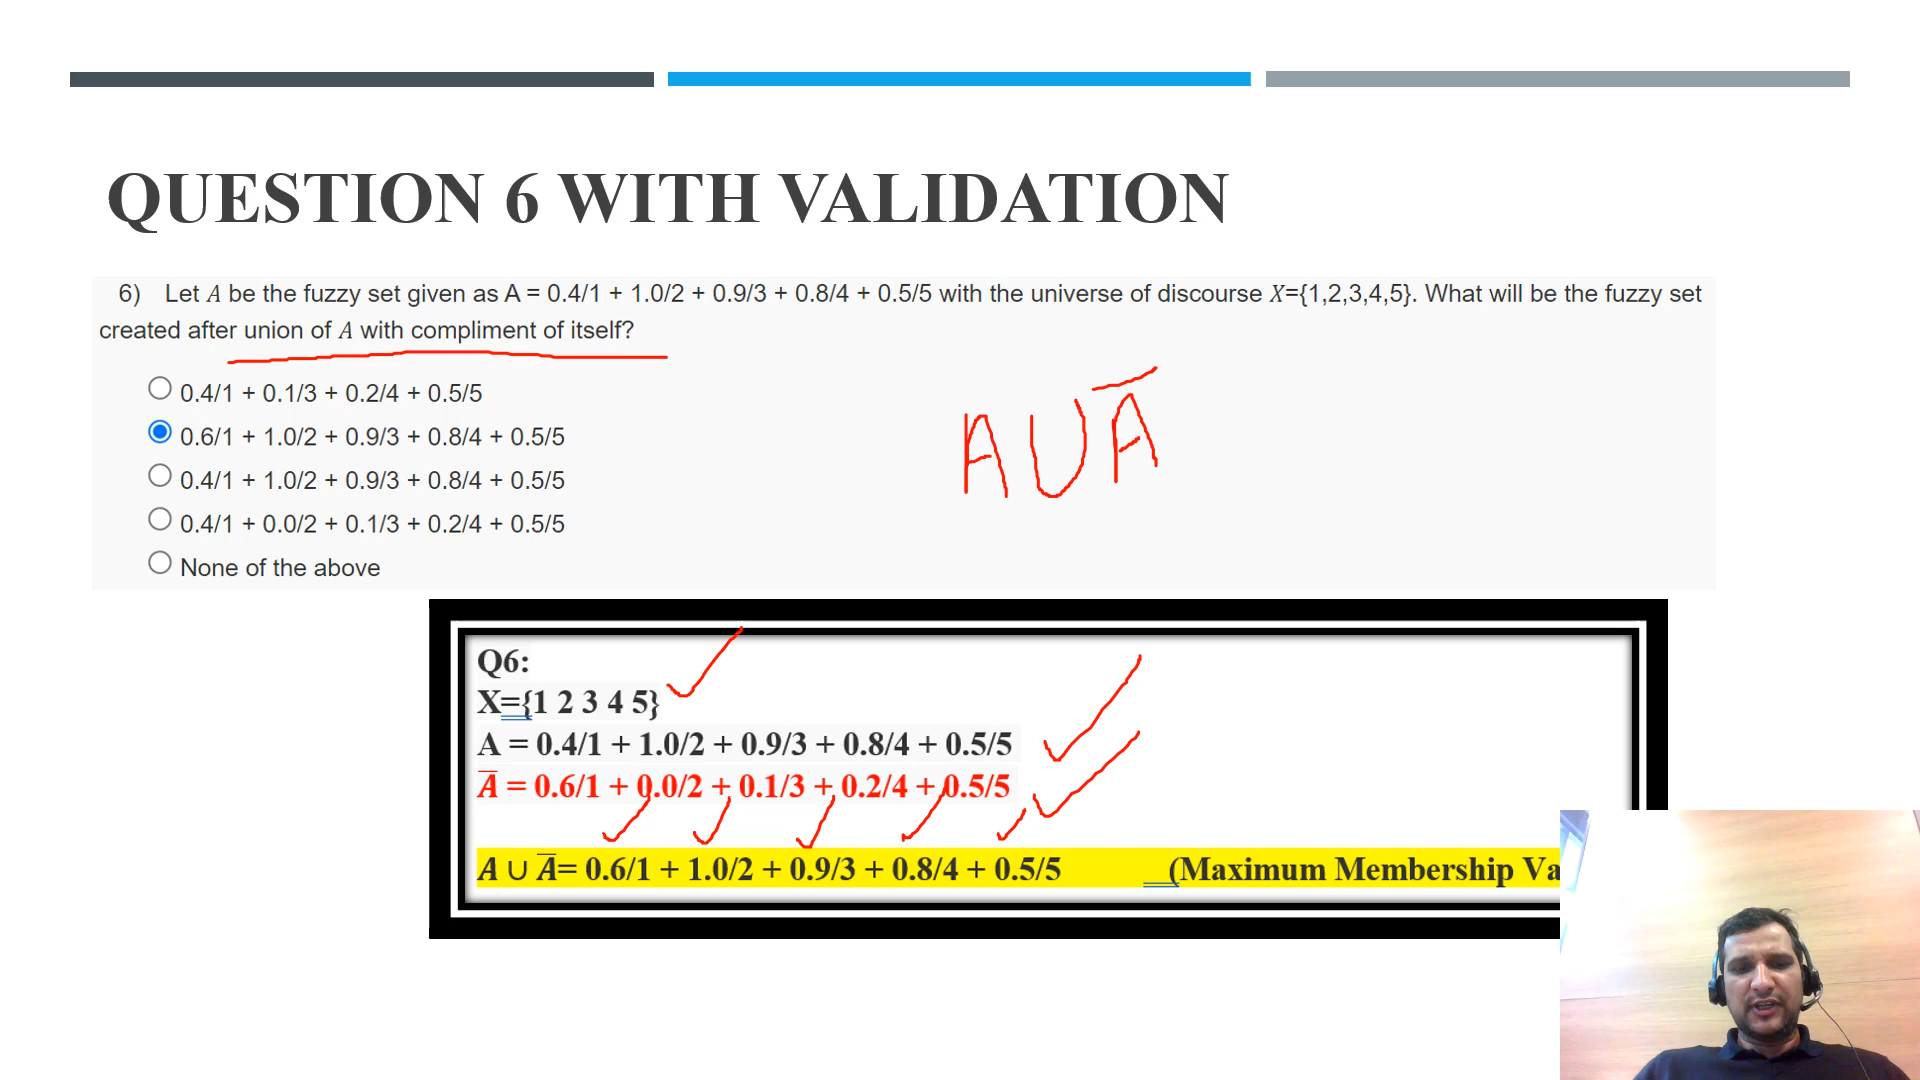 QUESTION 6 WITH VALIDATION
6) Let A be the fuzzy set given as A = 0.4/1 + 1.0/2 + 0.9/3 + 0.8/4 + 0.5/5 with the universe of discourse X={1,2,3,4,5}. What will be the fuzzy set
created after union of A with compliment of itself?
0.4/1 + 0.1/3 + 0.2/4 + 0.5/5
0.6/1 + 1.0/2 + 0.9/3 + 0.8/4 + 0.5/5
0.4/1 + 1.0/2 + 0.9/3 + 0.8/4 + 0.5/5
0.4/1 + 0.0/2 + 0.1/3 + 0.2/4 + 0.5/5
None of the above
A U A̅
Q6:
X={1 2 3 4 5}
A = 0.4/1 + 1.0/2 + 0.9/3 + 0.8/4 + 0.5/5
A̅ = 0.6/1 + 0.0/2 + 0.1/3 + 0.2/4 + 0.5/5
A ∪ A̅= 0.6/1 + 1.0/2 + 0.9/3 + 0.8/4 + 0.5/5 (Maximum Membership Va